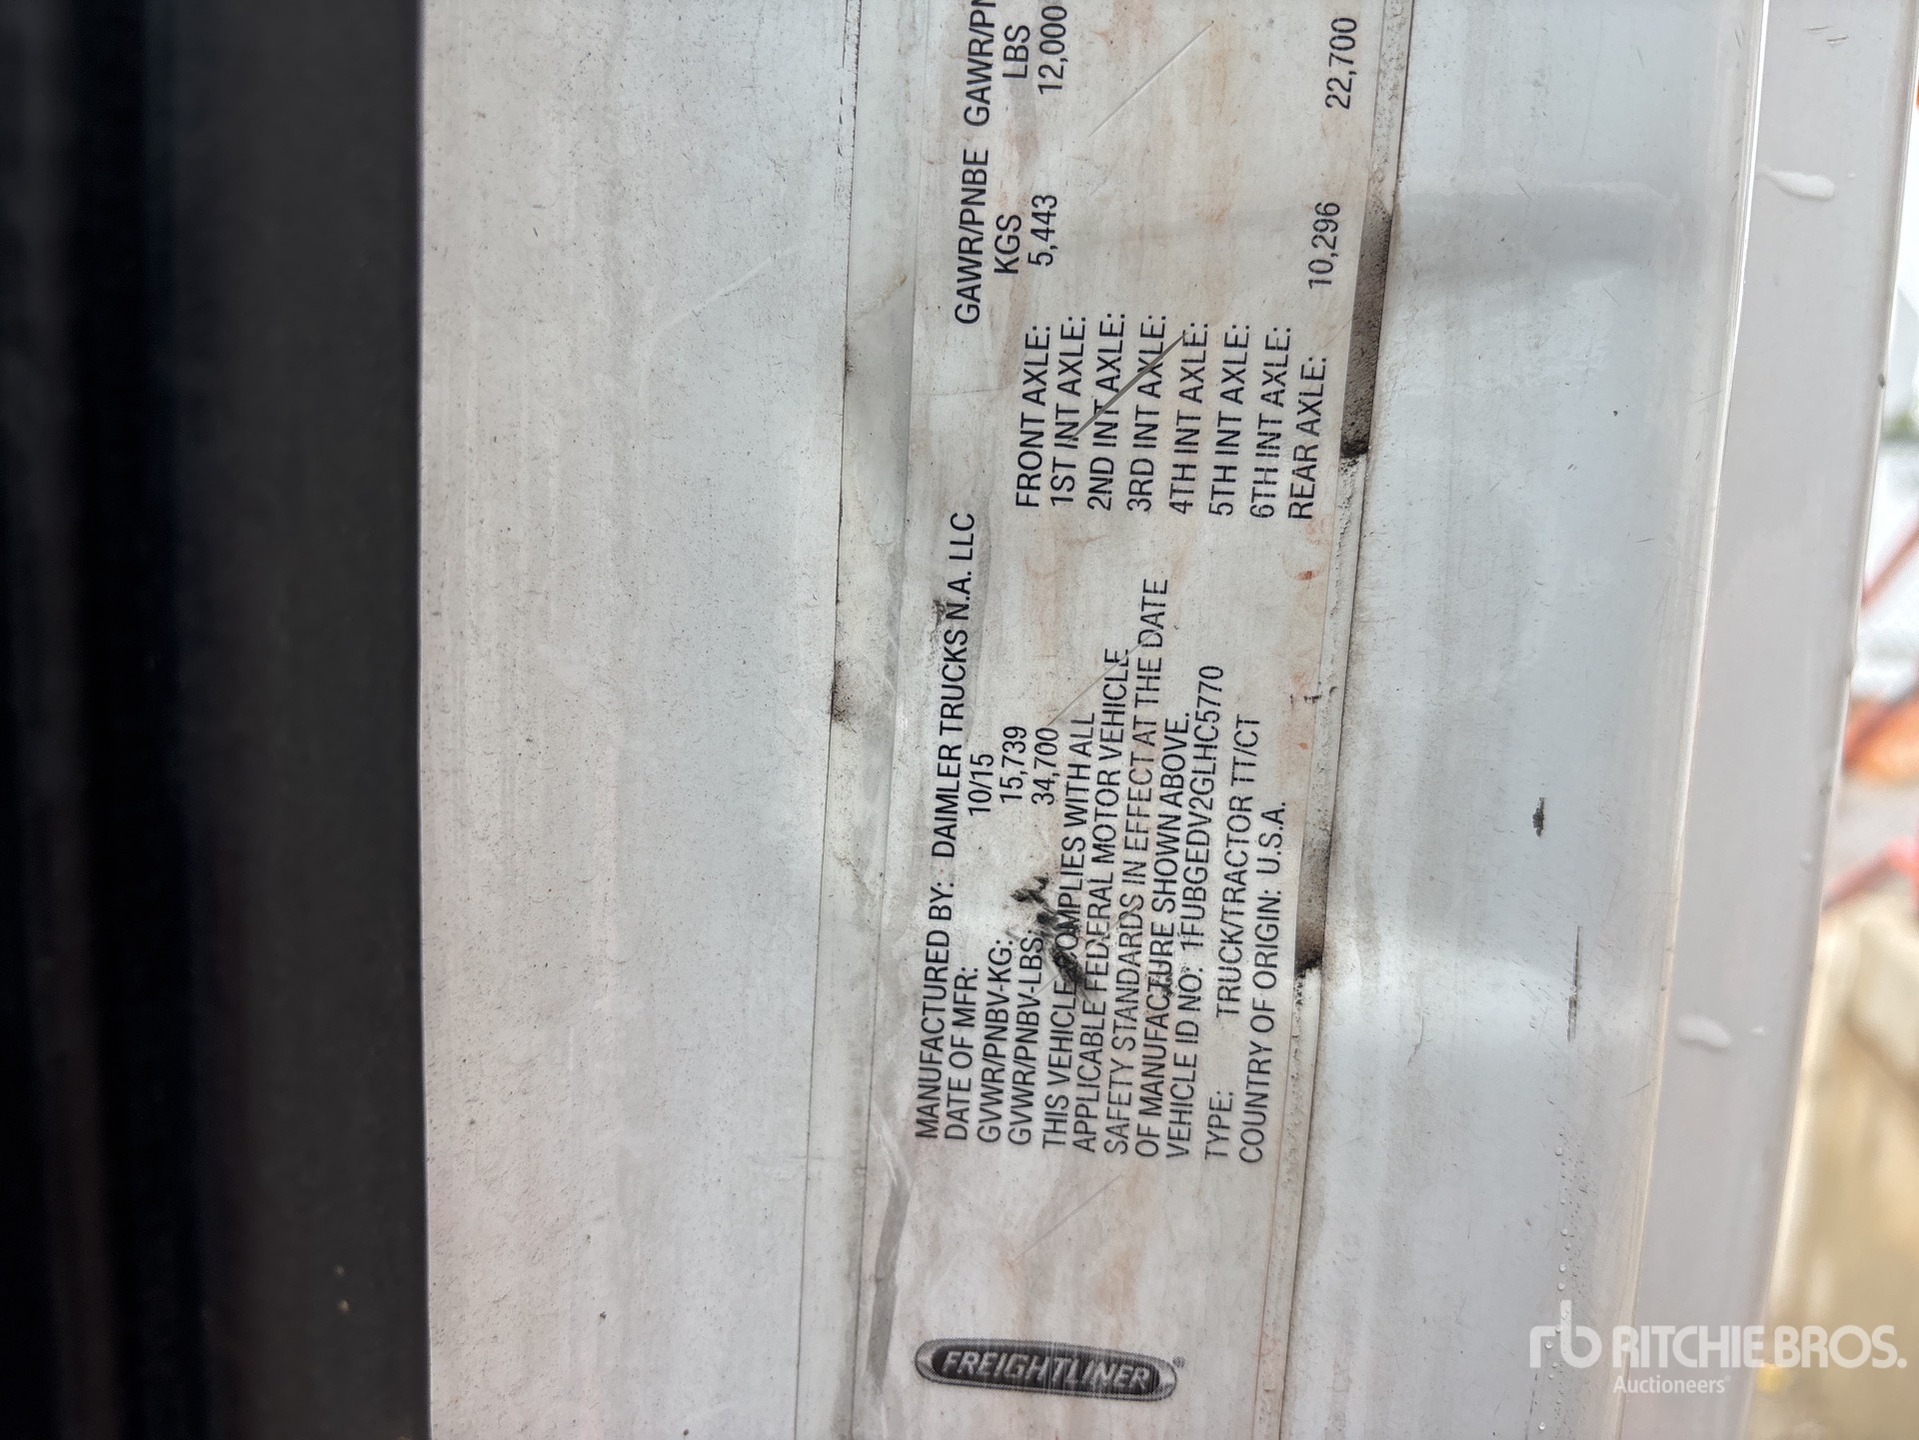 FREIGHTLINER
MANUFACTURED BY: DAIMLER TRUCKS N.A. LLC
DATE OF MFR: 10/15
GVWR/PNBV-KG: 15,739
GVWR/PNBV-LBS: 34,700
THIS VEHICLE COMPLIES WITH ALL
APPLICABLE FEDERAL MOTOR VEHICLE
SAFETY STANDARDS IN EFFECT AT THE DATE
OF MANUFACTURE SHOWN ABOVE.
VEHICLE ID NO: 1FUBGEDV2GLHC5770
TYPE: TRUCK/TRACTOR TT/CT
COUNTRY OF ORIGIN: U.S.A.
GAWR/PNBE GAWR/PN
KGS LBS
FRONT AXLE: 5,443 12,000
1ST INT AXLE:
2ND INT AXLE:
3RD INT AXLE:
4TH INT AXLE:
5TH INT AXLE:
6TH INT AXLE:
REAR AXLE: 10,296 22,700
rb RITCHIE BROS.
Auctioneers